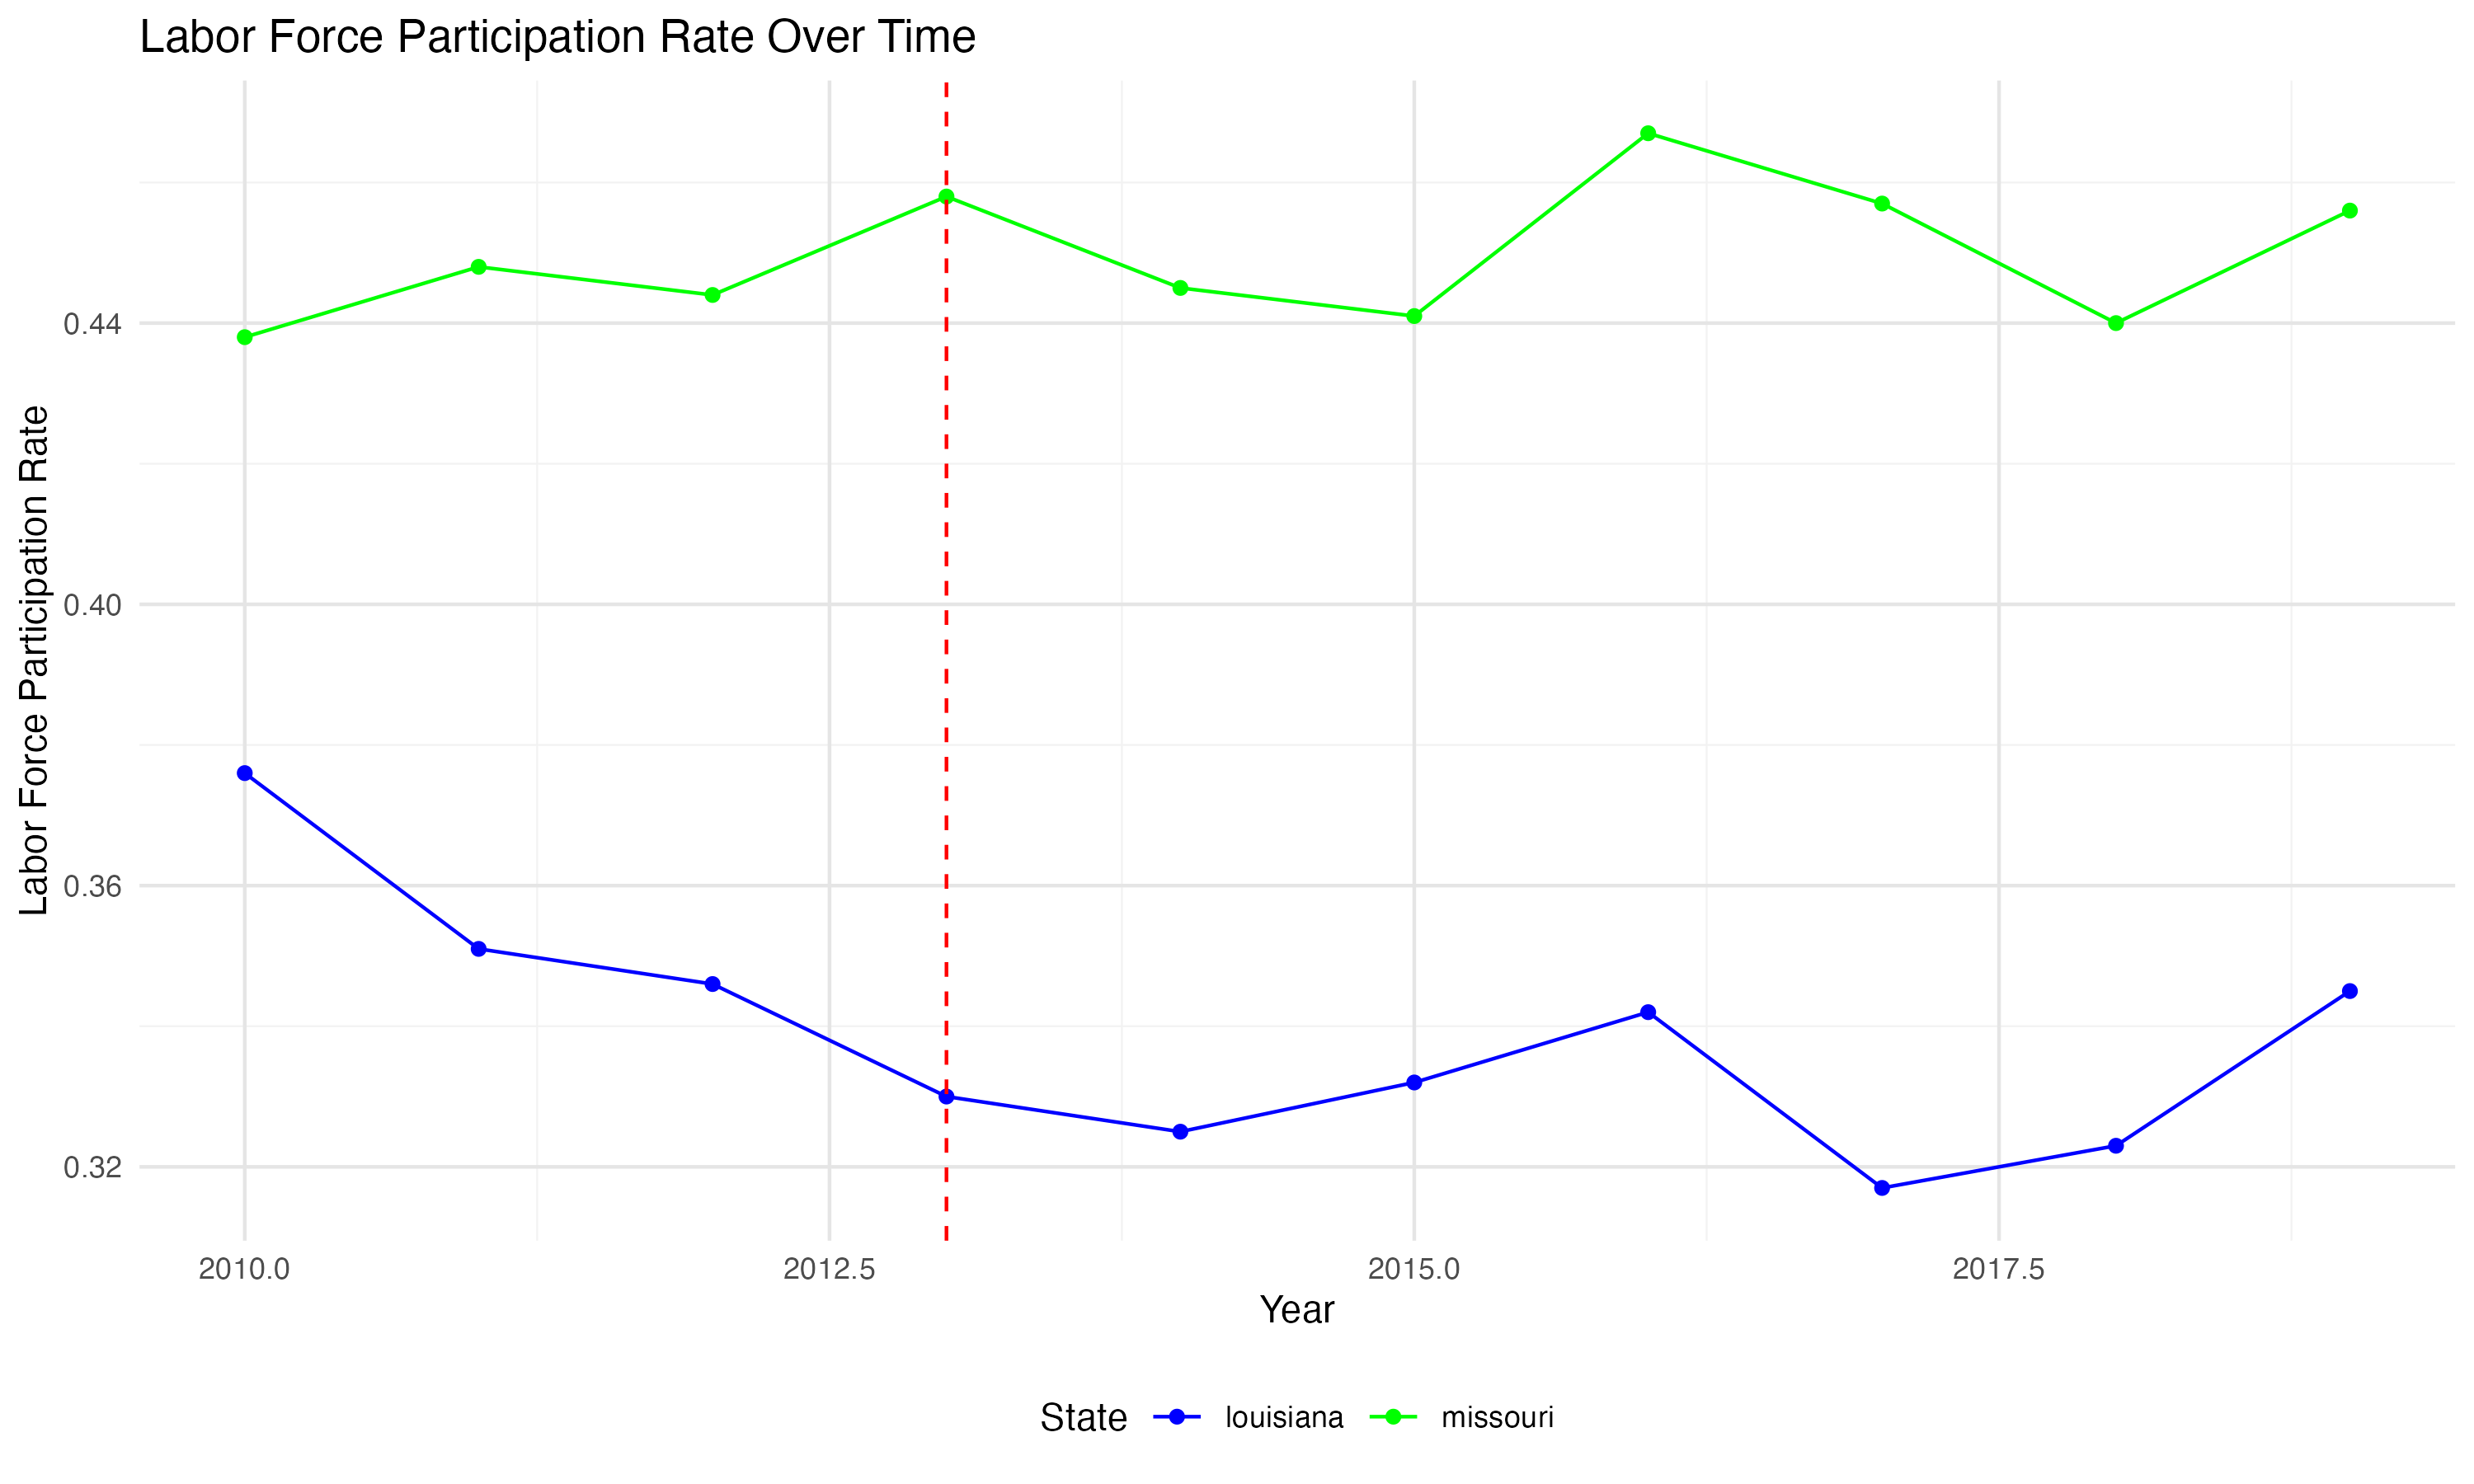 Labor Force Participation Rate Over Time
Labor Force Participation Rate
0.44
0.40
0.36
0.32
2010.0 2012.5 2015.0 2017.5
Year
State louisiana missouri